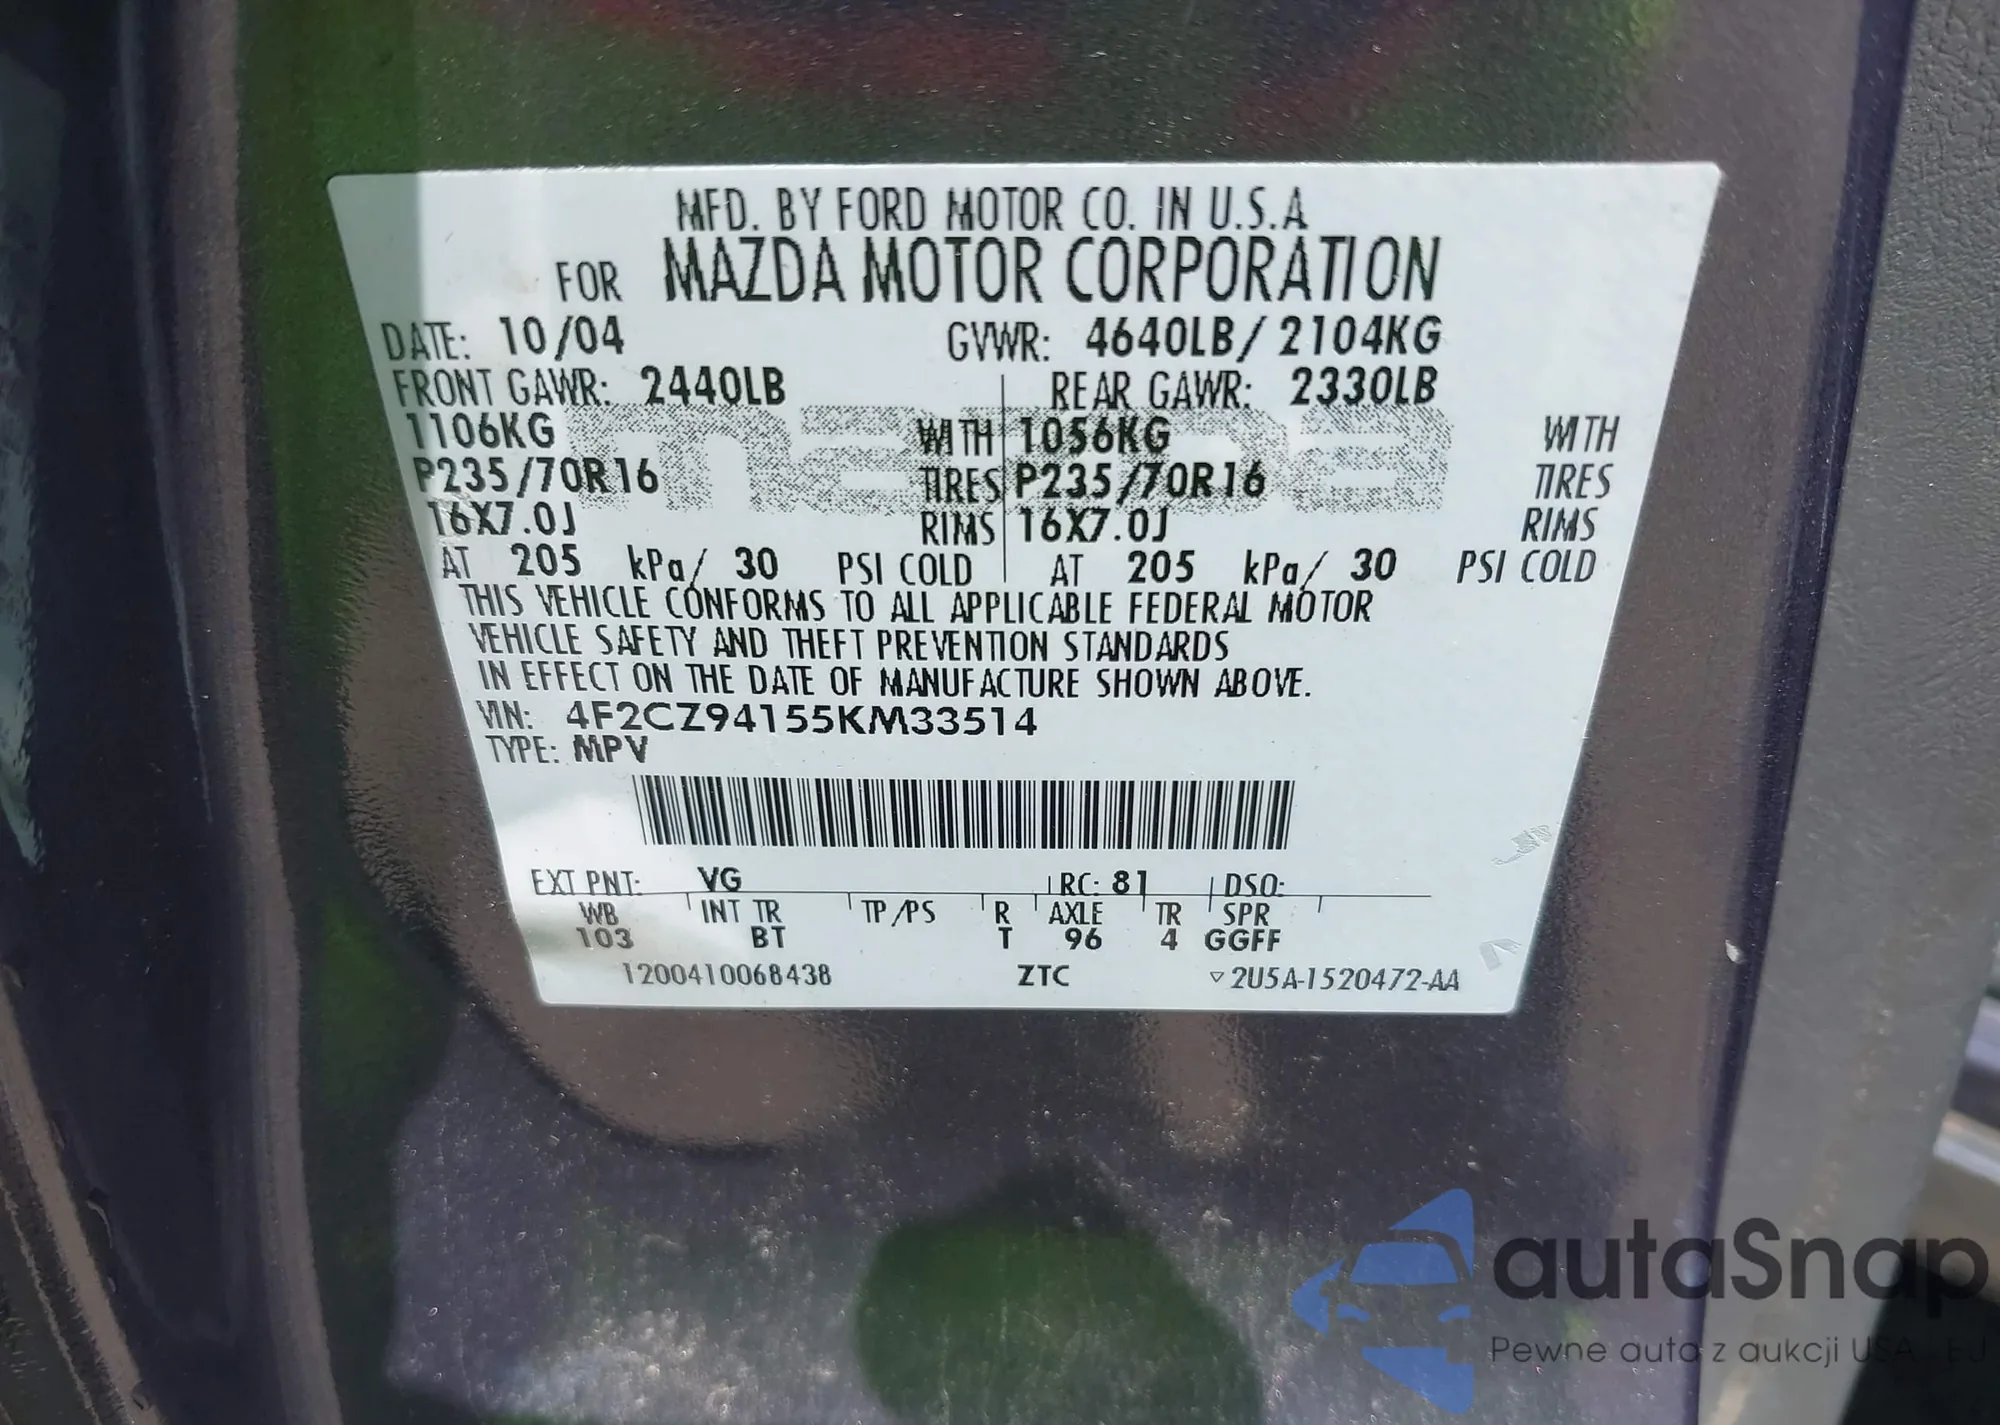 MFD. BY FORD MOTOR CO. IN U.S.A
FOR MAZDA MOTOR CORPORATION
DATE: 10/04 GVWR: 4640LB/ 2104KG
FRONT GAWR: 2440LB REAR GAWR: 2330LB
1106KG WITH 1056KG WITH
P235/70R16 TIRES P235/70R16 TIRES
16X7.0J RIMS 16X7.0J RIMS
AT 205 kPa/ 30 PSI COLD AT 205 kPa/ 30 PSI COLD
THIS VEHICLE CONFORMS TO ALL APPLICABLE FEDERAL MOTOR
VEHICLE SAFETY AND THEFT PREVENTION STANDARDS
IN EFFECT ON THE DATE OF MANUFACTURE SHOWN ABOVE.
VIN: 4F2CZ94155KM33514
TYPE: MPV
EXT PNT: VG RC: 81 DSO:
WB INT TR TP/PS R AXLE TR SPR
103 BT T 96 4 GGFF
1200410068438 ZTC ▽2U5A-1520472-AA
autaSnap
Pewne auta z aukcji USA